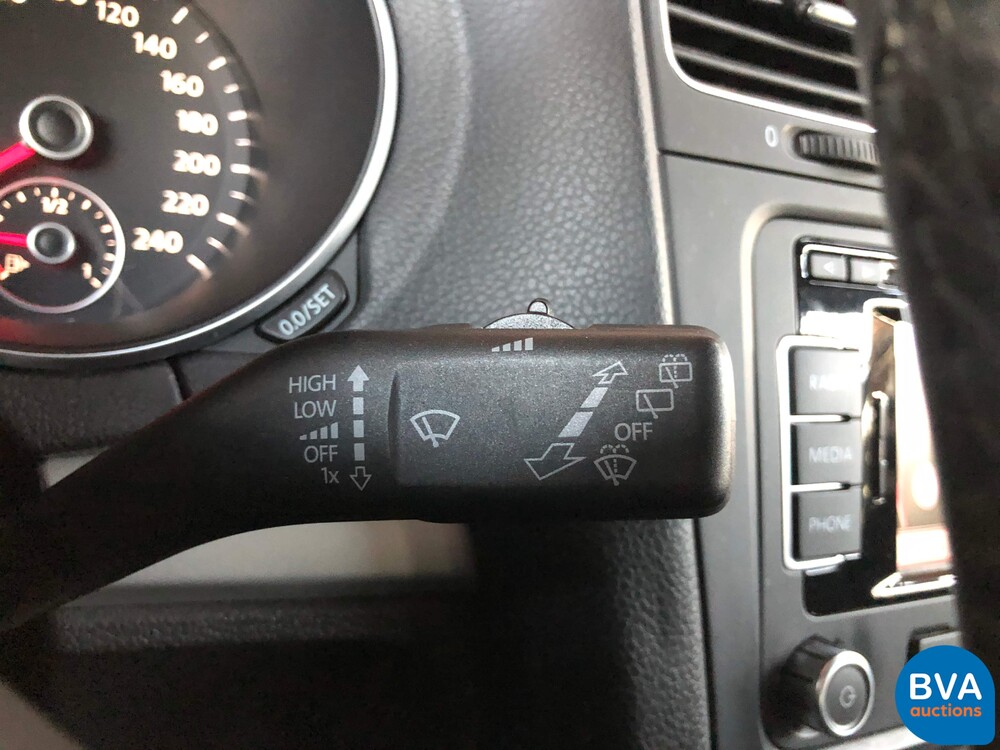 120
140
160
180
200
220
240
1/2
1
0.0/SET
HIGH
LOW
OFF
1x
OFF
0
RADIO
MEDIA
PHONE
BVA
auctions